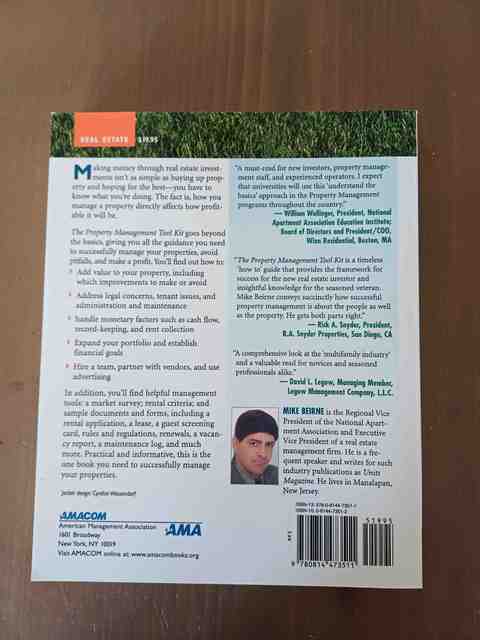 REAL ESTATE $19.95
Making money through real estate invest-
ments isn't as simple as buying up prop-
erty and hoping for the best—you have to
know what you're doing. The fact is, how you
manage a property directly affects how profit-
able it will be.
The Property Management Tool Kit goes beyond
the basics, giving you all the guidance you need
to successfully manage your properties, avoid
pitfalls, and make a profit. You'll find out how to:
Add value to your property, including
which improvements to make or avoid
Address legal concerns, tenant issues, and
administration and maintenance
Handle monetary factors such as cash flow,
record-keeping, and rent collection
Expand your portfolio and establish
financial goals
Hire a team, partner with vendors, and use
advertising
In addition, you'll find helpful management
tools: a market survey; rental criteria; and
sample documents and forms, including a
rental application, a lease, a guest screening
card, rules and regulations, renewals, a vacan-
cy report, a maintenance log, and much
more. Practical and informative, this is the
one book you need to successfully manage
your properties.
Jacket design: Cynthia Wassendorf
AMACOM
American Management Association
1601 Broadway
New York, NY 10019
Visit AMACOM online at: www.amacombooks.org
AMA
"A must-read for new investors, property manage-
ment staff, and experienced operators. I expect
that universities will use this 'understand the
basics' approach in the Property Management
programs throughout the country."
— William Wollinger, President, National
Apartment Association Education Institute;
Board of Directors and President/COO,
Winn Residential, Boston, MA
"The Property Management Tool Kit is a timeless
'how to' guide that provides the framework for
success for the new real estate investor and
insightful knowledge for the seasoned veteran.
Mike Beirne conveys succinctly how successful
property management is about the people as well
as the property. He gets both parts right."
— Rick A. Snyder, President,
R.A. Snyder Properties, San Diego, CA
"A comprehensive look at the 'multifamily industry'
and a valuable read for novices and seasoned
professionals alike."
— David L. Legow, Managing Member,
Legow Management Company, L.L.C.
MIKE BEIRNE is the Regional Vice
President of the National Apart-
ment Association and Executive
Vice President of a real estate
management firm. He is a fre-
quent speaker and writes for such
industry publications as Units
Magazine. He lives in Manalapan,
New Jersey.
ISBN-13: 978-0-8144-7351-1
ISBN-10: 0-8144-7351-2
51995
9 780814 473511